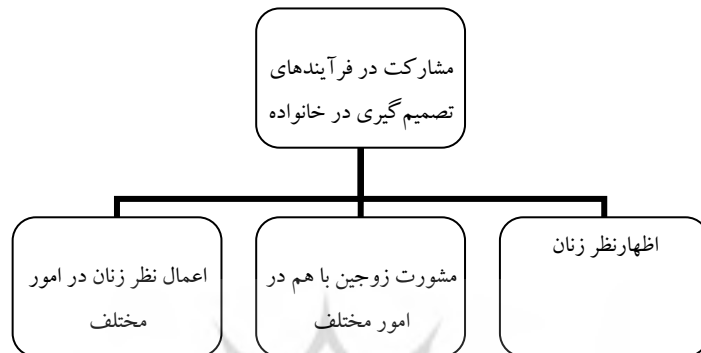 مشارکت در فرآیندهای
تصمیم‌گیری در خانواده
اظهارنظر زنان
مشورت زوجین با هم در
امور مختلف
اعمال نظر زنان در امور
مختلف